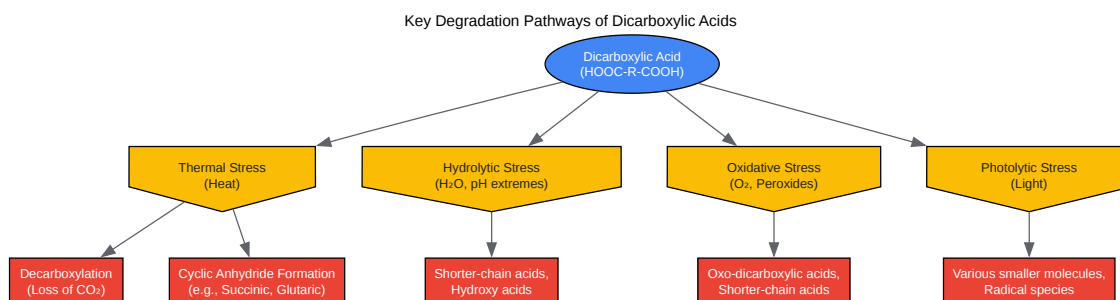 Key Degradation Pathways of Dicarboxylic Acids
Dicarboxylic Acid
(HOOC-R-COOH)
Thermal Stress
(Heat)
Hydrolytic Stress
(H₂O, pH extremes)
Oxidative Stress
(O₂, Peroxides)
Photolytic Stress
(Light)
Decarboxylation
(Loss of CO₂)
Cyclic Anhydride Formation
(e.g., Succinic, Glutaric)
Shorter-chain acids,
Hydroxy acids
Oxo-dicarboxylic acids,
Shorter-chain acids
Various smaller molecules,
Radical species